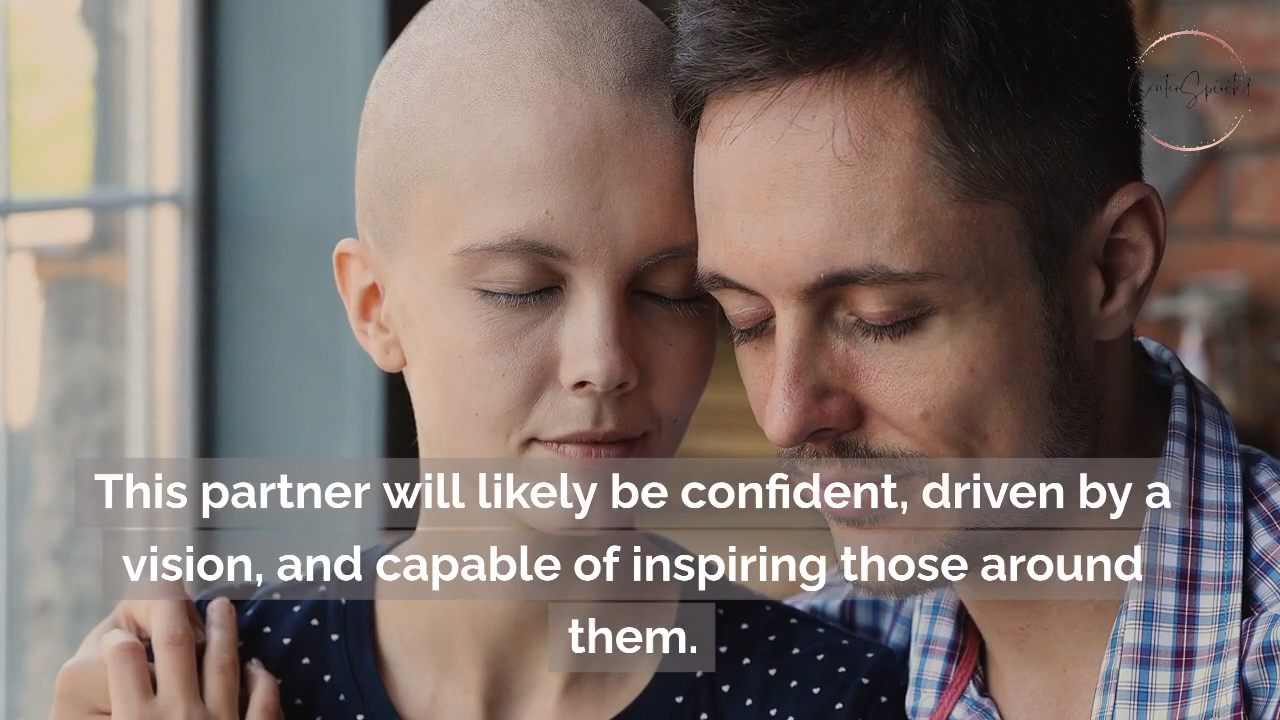 This partner will likely be confident, driven by a
vision, and capable of inspiring those around
them.